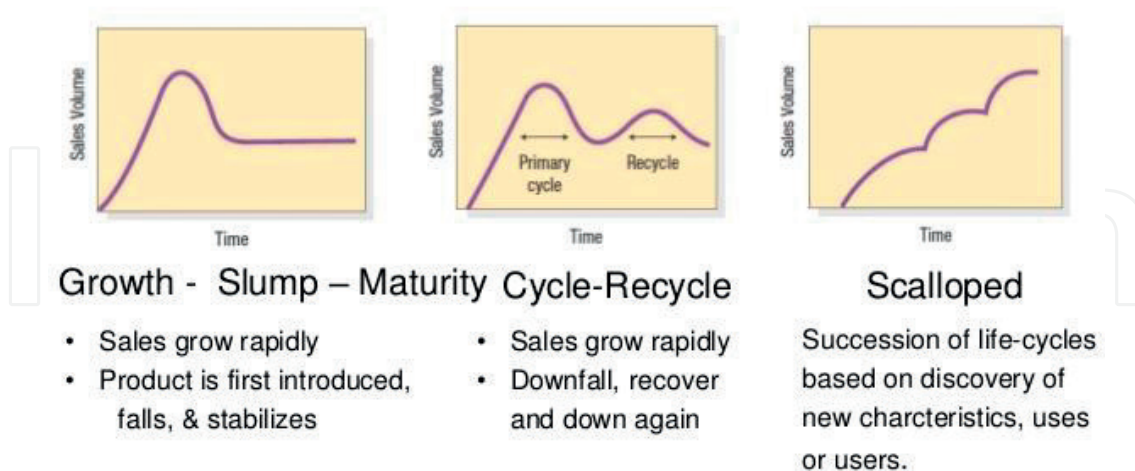 Sales Volume
Time
Sales Volume
Primary
cycle
Recycle
Time
Sales Volume
Time
Growth - Slump – Maturity
• Sales grow rapidly
• Product is first introduced,
falls, & stabilizes
Cycle-Recycle
• Sales grow rapidly
• Downfall, recover
and down again
Scalloped
Succession of life-cycles
based on discovery of
new charcteristics, uses
or users.